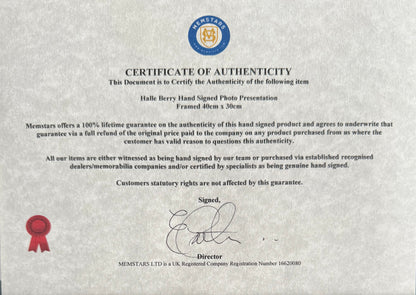 MEMSTARS
CERTIFICATE OF AUTHENTICITY
This Document is to Certify the Authenticity of the following item
Halle Berry Hand Signed Photo Presentation
Framed 40cm x 30cm
Memstars offers a 100% lifetime guarantee on the authenticity of this hand signed product and agrees to underwrite that
guarantee via a full refund of the original price paid to the company on any product purchased from us where the
customer has valid reason to questions this authenticity.
All our items are either witnessed as being hand signed by our team or purchased via established recognised
dealers/memorabilia companies and/or certified by specialists as being genuine hand signed.
Customers statutory rights are not affected by this guarantee.
Signed,
Director
MEMSTARS LTD is a UK Registered Company Registration Number 16620080